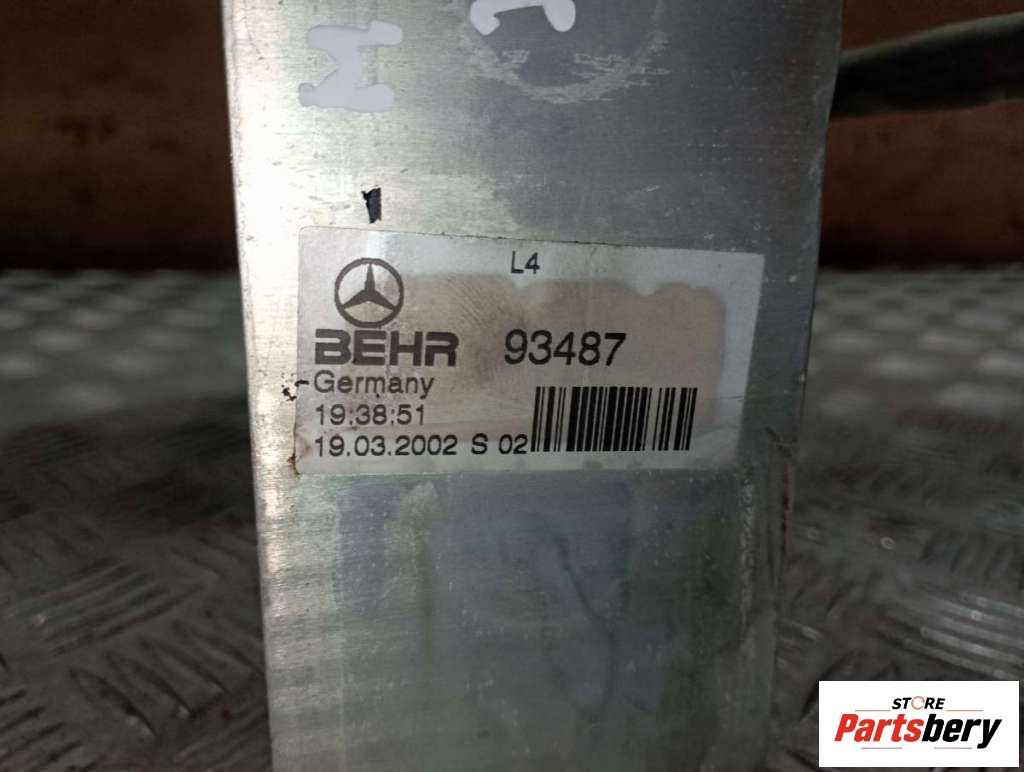 L4
BEHR 93487
Germany
19:38:51
19.03.2002 S 02
STORE
Partsbery